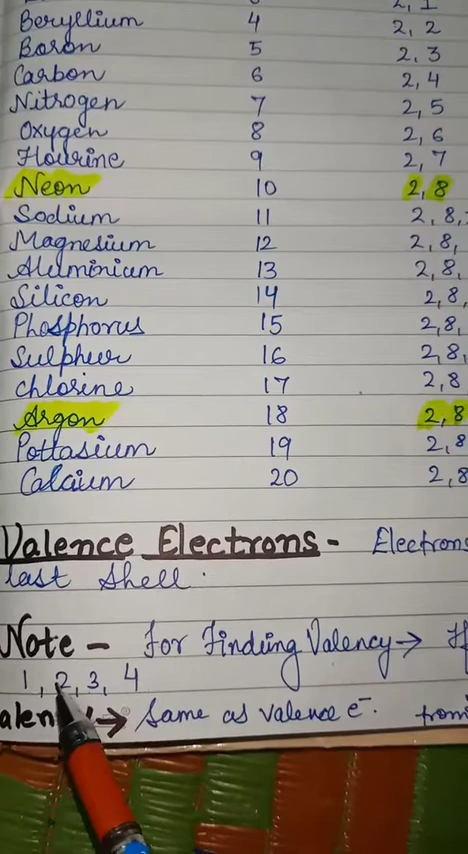 Beryllium 4 2, 2
Boron 5 2, 3
Carbon 6 2, 4
Nitrogen 7 2, 5
Oxygen 8 2, 6
Flourine 9 2, 7
Neon 10 2, 8
Sodium 11 2, 8,
Magnesium 12 2, 8,
Aluminium 13 2, 8,
Silicon 14 2, 8,
Phosphorus 15 2, 8,
Sulphur 16 2, 8,
chlorine 17 2, 8
Argon 18 2, 8
Pottasium 19 2, 8
Calcium 20 2, 8
Valence Electrons - Electrons
last shell.
Note - For Finding Valency → If
1, 2, 3, 4
→ Same as valence e⁻. from